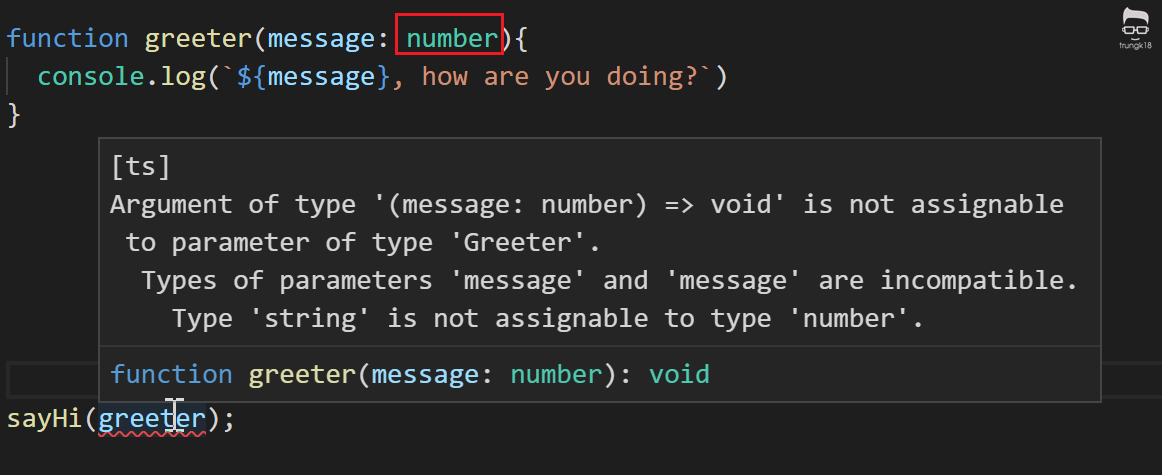 function greeter(message: number){
console.log(`${message}, how are you doing?`)
}
trungk18
[ts]
Argument of type '(message: number) => void' is not assignable
to parameter of type 'Greeter'.
Types of parameters 'message' and 'message' are incompatible.
Type 'string' is not assignable to type 'number'.
function greeter(message: number): void
sayHi(greeter);